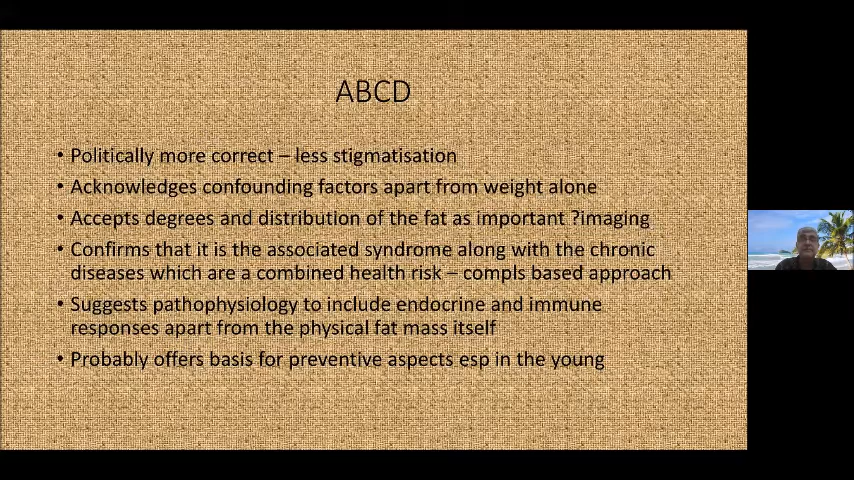 ABCD
• Politically more correct – less stigmatisation
• Acknowledges confounding factors apart from weight alone
• Accepts degrees and distribution of the fat as important ?imaging
• Confirms that it is the associated syndrome along with the chronic
diseases which are a combined health risk – compls based approach
• Suggests pathophysiology to include endocrine and immune
responses apart from the physical fat mass itself
• Probably offers basis for preventive aspects esp in the young